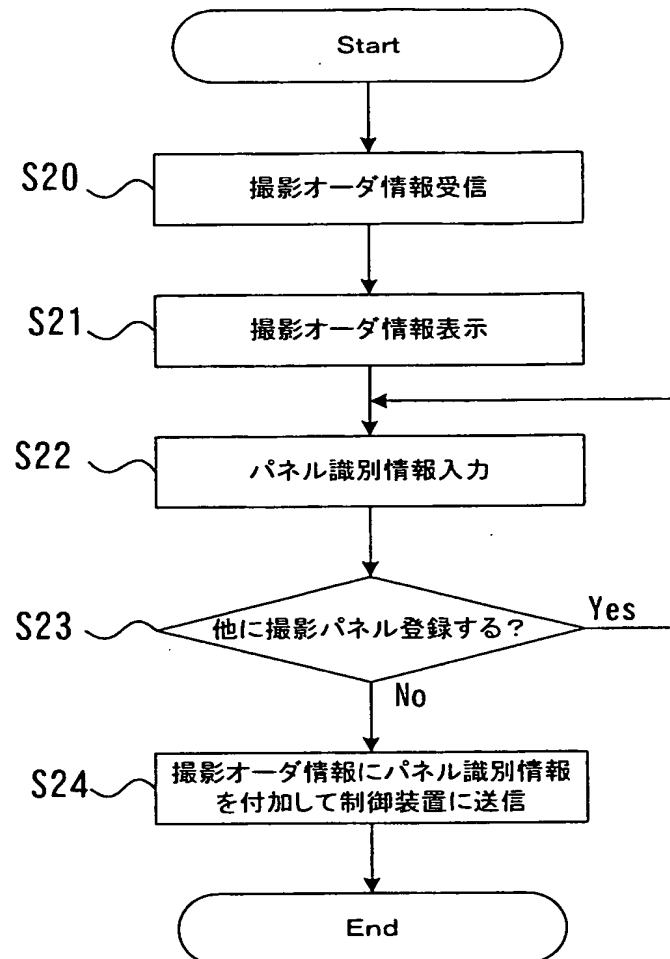 Start
S20
撮影オーダ情報受信
S21
撮影オーダ情報表示
S22
パネル識別情報入力
S23
他に撮影パネル登録する?
Yes
No
S24
撮影オーダ情報にパネル識別情報
を付加して制御装置に送信
End